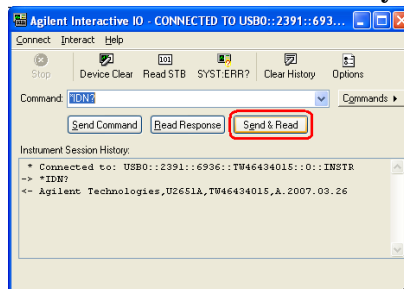 Agilent Interactive IO - CONNECTED TO USB0::2391::693...
Connect Interact Help
Stop Device Clear Read STB SYST:ERR? Clear History Options
Command: *IDN? Commands
Send Command Read Response Send & Read
Instrument Session History:
* Connected to: USB0::2391::6936::TW46434015::0::INSTR
-> *IDN?
<- Agilent Technologies,U2651A,TW46434015,A.2007.03.26